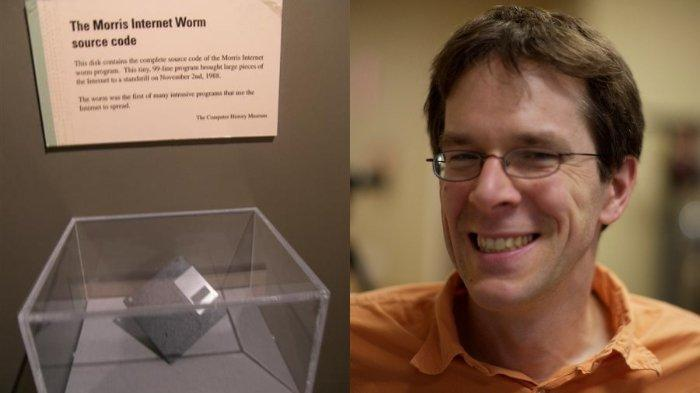 The Morris Internet Worm
source code
This disk contains the complete source code of the Morris Internet
worm program. This tiny, 99-line program brought large pieces of
the Internet to a standstill on November 2nd, 1988.
The worm was the first of many intrusive programs that use the
Internet to spread.
The Computer History Museum